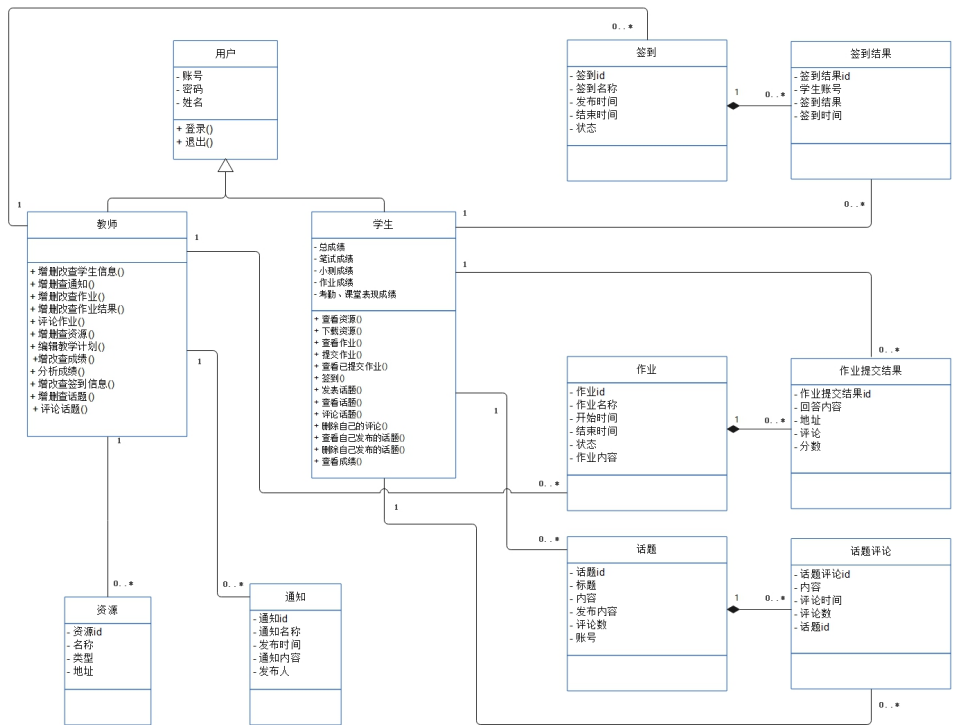 0..*
用户
- 账号
- 密码
- 姓名
+ 登录()
+ 退出()
签到
- 签到id
- 签到名称
- 发布时间
- 结束时间
- 状态
1
0..*
签到结果
- 签到结果id
- 学生账号
- 签到结果
- 签到时间
0..*
1
教师
+ 增删改查学生信息()
+ 增删查通知()
+ 增删改查作业()
+ 增删改查作业结果()
+ 评论作业()
+ 增删查资源()
+ 编辑教学计划()
+增改查成绩()
+ 分析成绩()
+ 增改查签到信息()
+ 增删查话题()
+ 评论话题()
1
1
1
学生
- 总成绩
- 笔试成绩
- 小测成绩
- 作业成绩
- 考勤、课堂表现成绩
+ 查看资源()
+ 下载资源()
+ 查看作业()
+ 提交作业()
+ 查看已提交作业()
+ 签到()
+ 发表话题()
+ 查看话题()
+ 评论话题()
+ 删除自己的评论()
+ 查看自己发布的话题()
+ 删除自己发布的话题()
+ 查看成绩()
1
1
1
1
0..*
0..*
作业
- 作业id
- 作业名称
- 开始时间
- 结束时间
- 状态
- 作业内容
1
0..*
作业提交结果
- 作业提交结果id
- 回答内容
- 地址
- 评论
- 分数
0..*
话题
- 话题id
- 标题
- 内容
- 发布内容
- 评论数
- 账号
1
0..*
话题评论
- 话题评论id
- 内容
- 评论时间
- 评论数
- 话题id
0..*
0..*
资源
- 资源id
- 名称
- 类型
- 地址
0..*
通知
- 通知id
- 通知名称
- 发布时间
- 通知内容
- 发布人